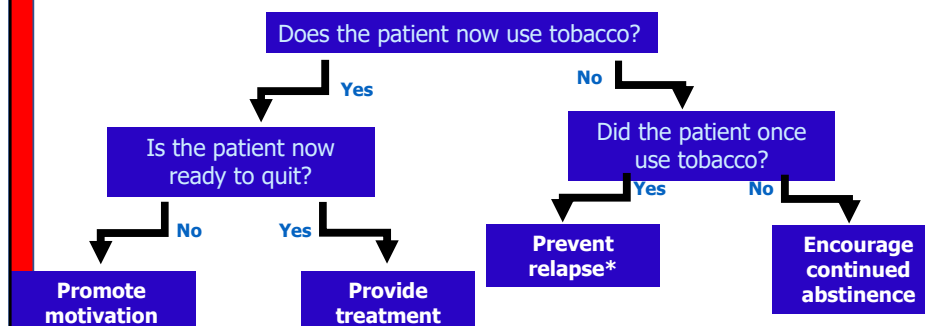 Does the patient now use tobacco?
Yes
No
Is the patient now
ready to quit?
Did the patient once
use tobacco?
No
Yes
Yes
No
Promote
motivation
Provide
treatment
Prevent
relapse*
Encourage
continued
abstinence